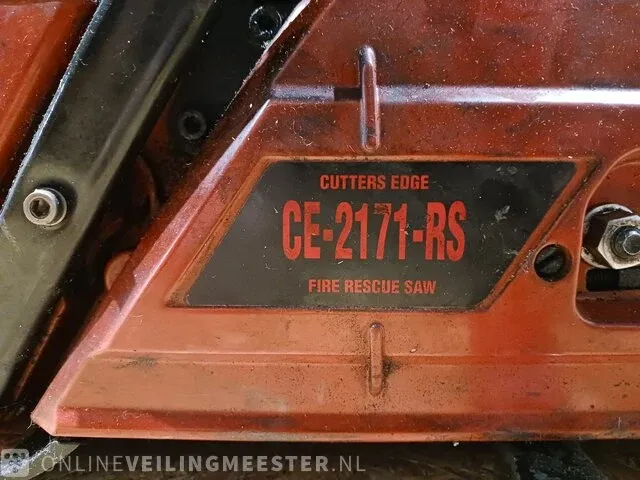 CUTTERS EDGE
CE-2171-RS
FIRE RESCUE SAW
ONLINEVEILINGMEESTER.NL